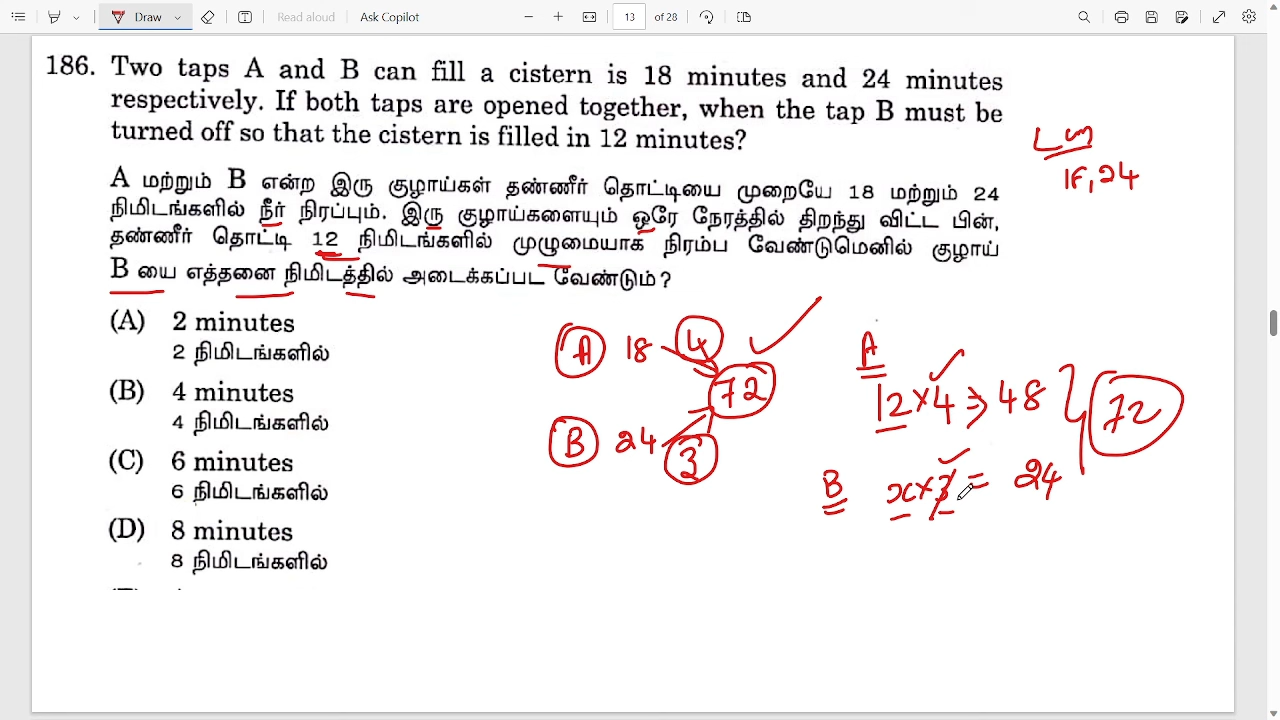 Draw
Read aloud
Ask Copilot
13
of 28
186. Two taps A and B can fill a cistern is 18 minutes and 24 minutes
respectively. If both taps are opened together, when the tap B must be
turned off so that the cistern is filled in 12 minutes?
A மற்றும் B என்ற இரு குழாய்கள் தண்ணீர் தொட்டியை முறையே 18 மற்றும் 24
நிமிடங்களில் நீர் நிரப்பும். இரு குழாய்களையும் ஒரே நேரத்தில் திறந்து விட்ட பின்,
தண்ணீர் தொட்டி 12 நிமிடங்களில் முழுமையாக நிரம்ப வேண்டுமெனில் குழாய்
B யை எத்தனை நிமிடத்தில் அடைக்கப்பட வேண்டும்?
(A) 2 minutes
2 நிமிடங்களில்
(B) 4 minutes
4 நிமிடங்களில்
(C) 6 minutes
6 நிமிடங்களில்
(D) 8 minutes
8 நிமிடங்களில்
18, 24
A 18 4
72
B 24 3
A
12 × 4 ⇒ 48
72
B x × 3 = 24